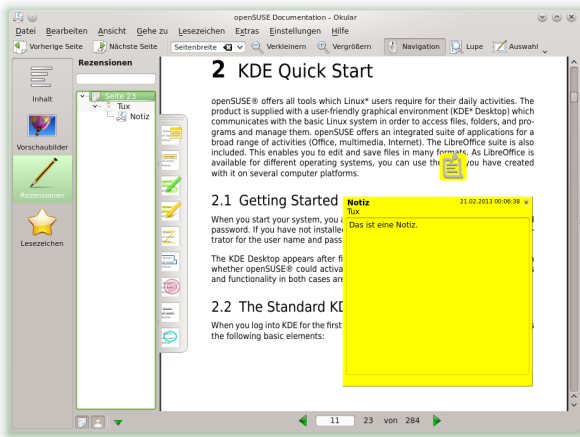 openSUSE Documentation – Okular
Datei Bearbeiten Ansicht Gehe zu Lesezeichen Extras Einstellungen Hilfe
Vorherige Seite Nächste Seite Seitenbreite Verkleinern Vergrößern Navigation Lupe Auswahl
Rezensionen
Inhalt
Vorschaubilder
Rezensionen
Lesezeichen
Seite 23
Tux
Notiz
2 KDE Quick Start
openSUSE® offers all tools which Linux* users require for their daily activities. The
product is supplied with a user-friendly graphical environment (KDE* Desktop) which
communicates with the basic Linux system in order to access files, folders, and pro-
grams and manage them. openSUSE offers an integrated suite of applications for a
broad range of activities (Office, multimedia, Internet). The LibreOffice suite is also
included. This enables you to edit and save files in many formats. As LibreOffice is
available for different operating systems, you can use the you have created
with it on several computer platforms.
2.1 Getting Started
When you start your system, you
password. If you have not
trator for the user name and
The KDE Desktop appears after
whether openSUSE® could
and functionality in both cases are
2.2 The Standard
When you log into KDE for the first
the following basic elements:
Notiz 21.02.2013 00:06:38 ×
Tux
Das ist eine Notiz.
11 23 von 284